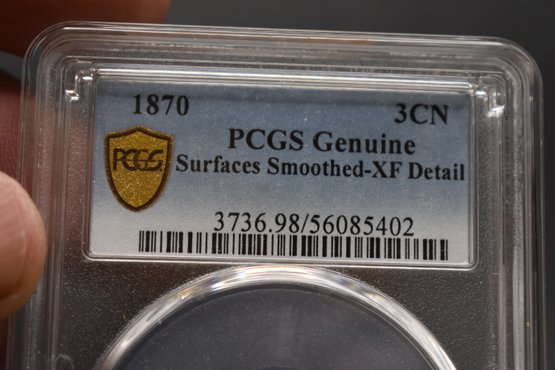 1870 3CN
PCGS Genuine
PCGS Surfaces Smoothed-XF Detail
3736.98/56085402